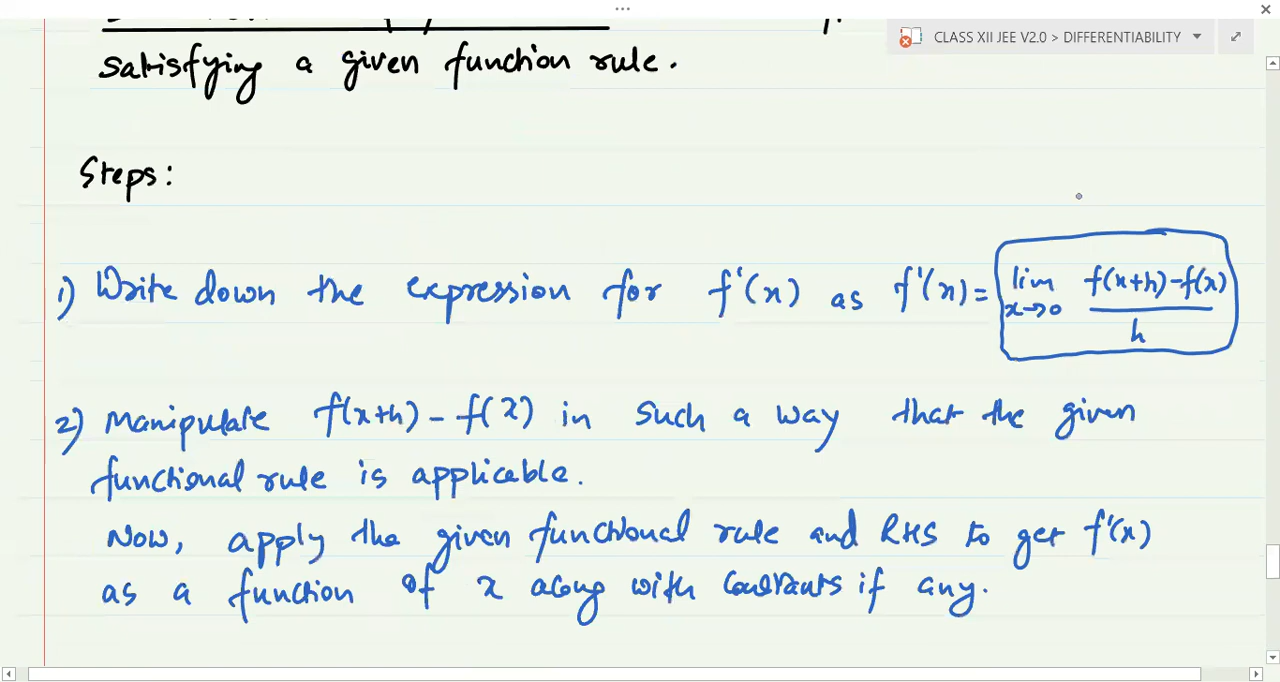 CLASS XII JEE V2.0 > DIFFERENTIABILITY
satisfying a given function rule.
Steps:
1) Write down the expression for f'(x) as f'(x) = lim x→0 f(x+h)-f(x) / h
2) Manipulate f(x+h) - f(x) in such a way that the given
functional rule is applicable.
Now, apply the given functional rule and RHS to get f'(x)
as a function of x along with constants if any.